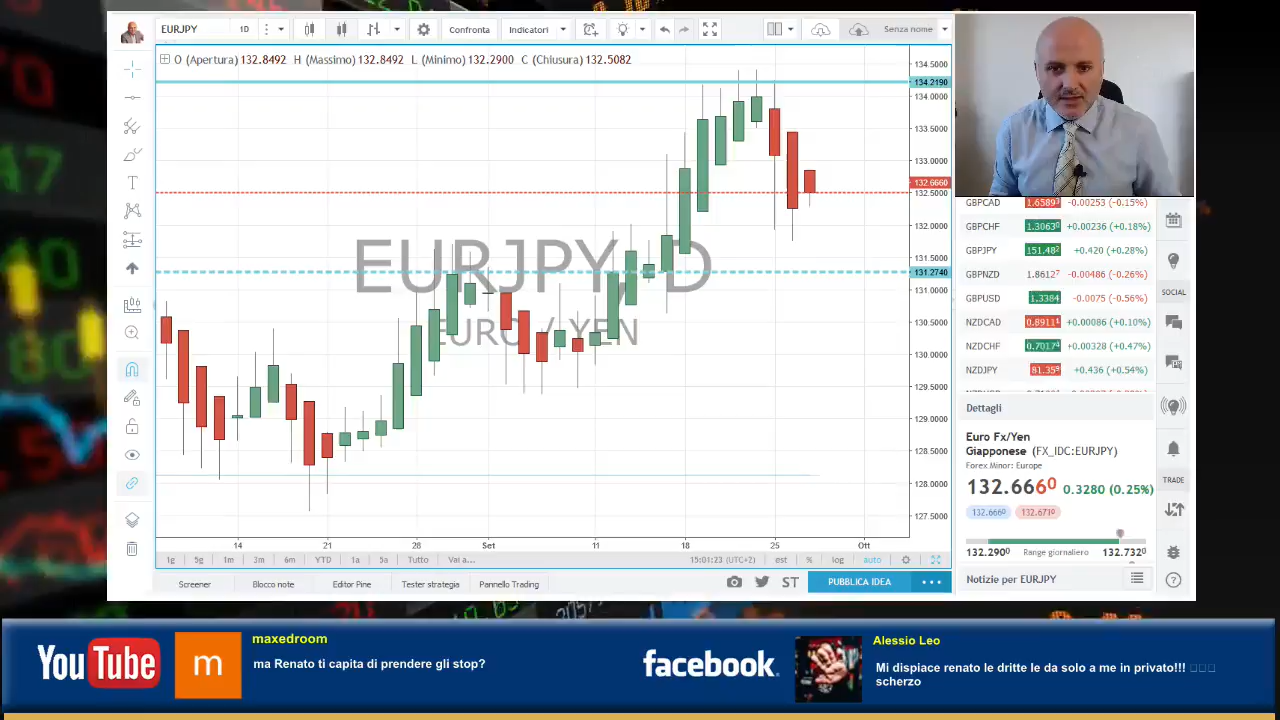 EURJPY
1D
Confronta
Indicatori
Senza nome
O (Apertura) 132.8492 H (Massimo) 132.8492 L (Minimo) 132.2900 C (Chiusura) 132.5082
EURJPY, D
EURO / YEN
134.5000
134.2190
134.0000
133.5000
133.0000
132.6660
132.5000
132.0000
131.5000
131.2740
131.0000
130.5000
130.0000
129.5000
129.0000
128.5000
128.0000
127.5000
14
21
28
Set
11
18
25
Ott
1g
5g
1m
3m
6m
YTD
1a
5a
Tutto
Vai a...
15:01:23 (UTC+2)
est
%
log
auto
Screener
Blocco note
Editor Pine
Tester strategia
Pannello Trading
ST
PUBBLICA IDEA
GBPCAD 1.6589³ -0.00253 (-0.15%)
GBPCHF 1.3063⁰ +0.00236 (+0.18%)
GBPJPY 151.48² +0.420 (+0.28%)
GBPNZD 1.8612⁷ -0.00486 (-0.26%)
GBPUSD 1.3384 -0.0075 (-0.56%)
NZDCAD 0.8911¹ +0.00086 (+0.10%)
NZDCHF 0.7017⁴ +0.00328 (+0.47%)
NZDJPY 81.35⁹ +0.436 (+0.54%)
SOCIAL
TRADE
Dettagli
Euro Fx/Yen
Giapponese (FX_IDC:EURJPY)
Forex Minor: Europe
132.666⁰ 0.3280 (0.25%)
132.666⁰ 132.671⁰
132.290⁰ Range giornaliero 132.732⁰
Notizie per EURJPY
YouTube
m
maxedroom
ma Renato ti capita di prendere gli stop?
facebook.
Alessio Leo
Mi dispiace renato le dritte le da solo a me in privato!!!
scherzo